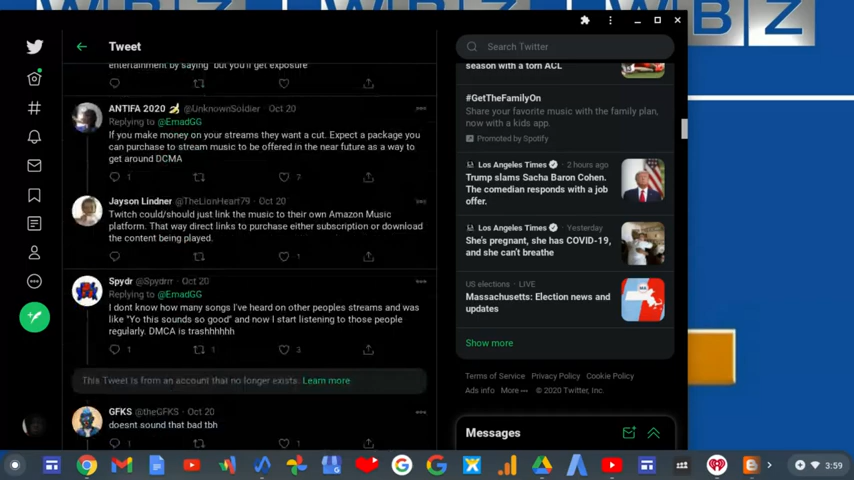 BZ
Tweet
Search Twitter
entertainment by saying but you'll get exposure
ANTIFA 2020 🍌 @UnknownSoldier · Oct 20
Replying to @EmadGG
If you make money on your streams they want a cut. Expect a package you
can purchase to stream music to be offered in the near future as a way to
get around DCMA
1
7
Jayson Lindner @TheLionHeart79 · Oct 20
Twitch could/should just link the music to their own Amazon Music
platform. That way direct links to purchase either subscription or download
the content being played.
1
Spydr @Spydrrr · Oct 20
Replying to @EmadGG
I dont know how many songs I've heard on other peoples streams and was
like "Yo this sounds so good" and now I start listening to those people
regularly. DMCA is trashhhhhh
1
1
3
This Tweet is from an account that no longer exists. Learn more
GFKS @theGFKS · Oct 20
doesnt sound that bad tbh
1
1
season with a torn ACL
#GetTheFamilyOn
Share your favorite music with the family plan,
now with a kids app.
Promoted by Spotify
Los Angeles Times · 2 hours ago
Trump slams Sacha Baron Cohen.
The comedian responds with a job
offer.
Los Angeles Times · Yesterday
She's pregnant, she has COVID-19,
and she can't breathe
US elections · LIVE
Massachusetts: Election news and
updates
Show more
Terms of Service Privacy Policy Cookie Policy
Ads info More ··· © 2020 Twitter, Inc.
Messages
3:59